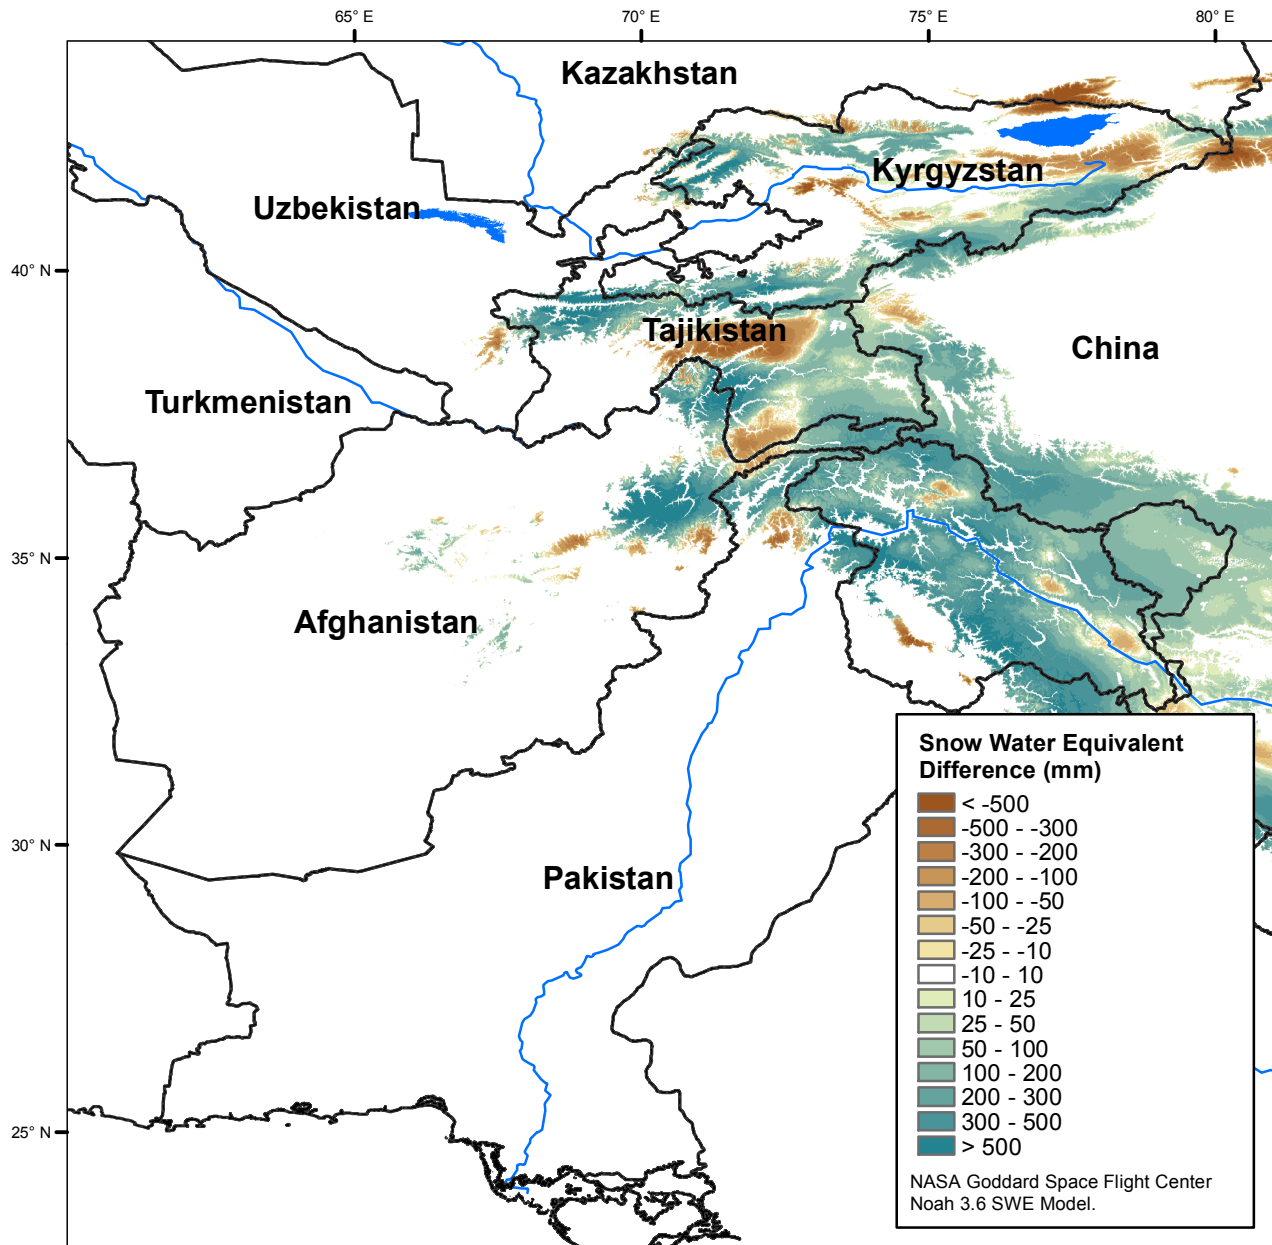 65° E
70° E
75° E
80° E
Kazakhstan
Kyrgyzstan
Uzbekistan
40° N
Tajikistan
China
Turkmenistan
35° N
Afghanistan
Snow Water Equivalent
Difference (mm)
< -500
-500 - -300
-300 - -200
-200 - -100
-100 - -50
-50 - -25
-25 - -10
-10 - 10
10 - 25
25 - 50
50 - 100
100 - 200
200 - 300
300 - 500
> 500
30° N
Pakistan
25° N
NASA Goddard Space Flight Center
Noah 3.6 SWE Model.